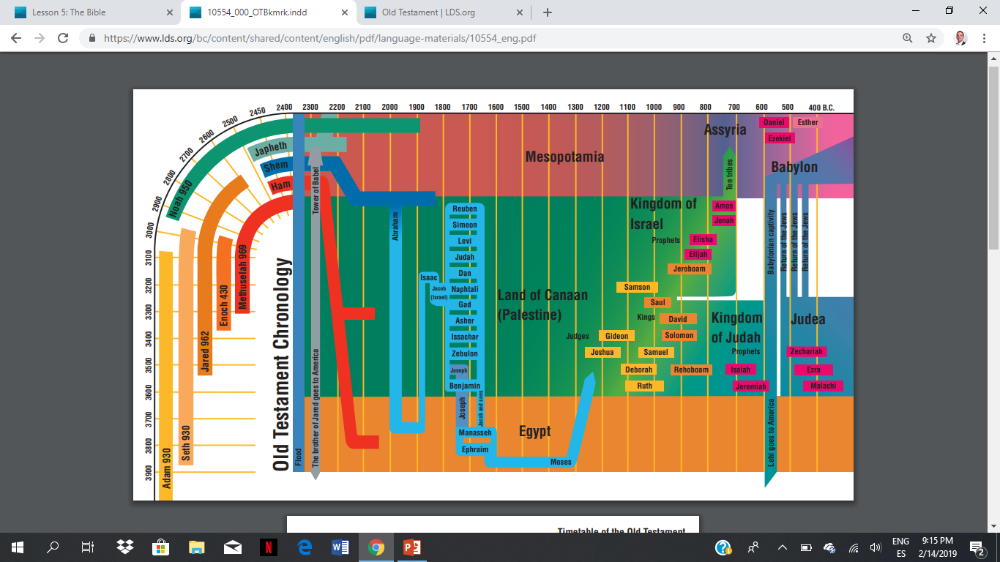 Lesson 5: The Bible
10554_000_OTBkmrk.indd
Old Testament | LDS.org
https://www.lds.org/bc/content/shared/content/english/pdf/language-materials/10554_eng.pdf
2400 2300 2200 2100 2000 1900 1800 1700 1600 1500 1400 1300 1200 1100 1000 900 800 700 600 500 400 B.C.
2450
2500
2600
2700
2800
2900
3000
3100
3200
3300
3400
3500
3600
3700
3800
3900
Adam 930
Seth 930
Jared 962
Enoch 430
Methuselah 969
Noah 950
Japheth
Shem
Ham
Old Testament Chronology
Flood
Tower of Babel
The brother of Jared goes to America
Abraham
Isaac
Jacob
(Israel)
Reuben
Simeon
Levi
Judah
Dan
Naphtali
Gad
Asher
Issachar
Zebulon
Joseph
Benjamin
Joseph
Jacob and sons
Manasseh
Ephraim
Moses
Mesopotamia
Land of Canaan
(Palestine)
Egypt
Assyria
Ten tribes
Kingdom of
Israel
Amos
Jonah
Prophets
Elisha
Elijah
Jeroboam
Samson
Saul
Kings
David
Solomon
Judges
Gideon
Joshua
Samuel
Deborah
Rehoboam
Ruth
Kingdom
of Judah
Prophets
Isaiah
Jeremiah
Daniel
Esther
Ezekiel
Babylon
Babylonian captivity
Return of the Jews
Return of the Jews
Return of the Jews
Lehi goes to America
Judea
Zechariah
Ezra
Malachi
Timetable of the Old Testament
ENG
ES
9:15 PM
2/14/2019
2